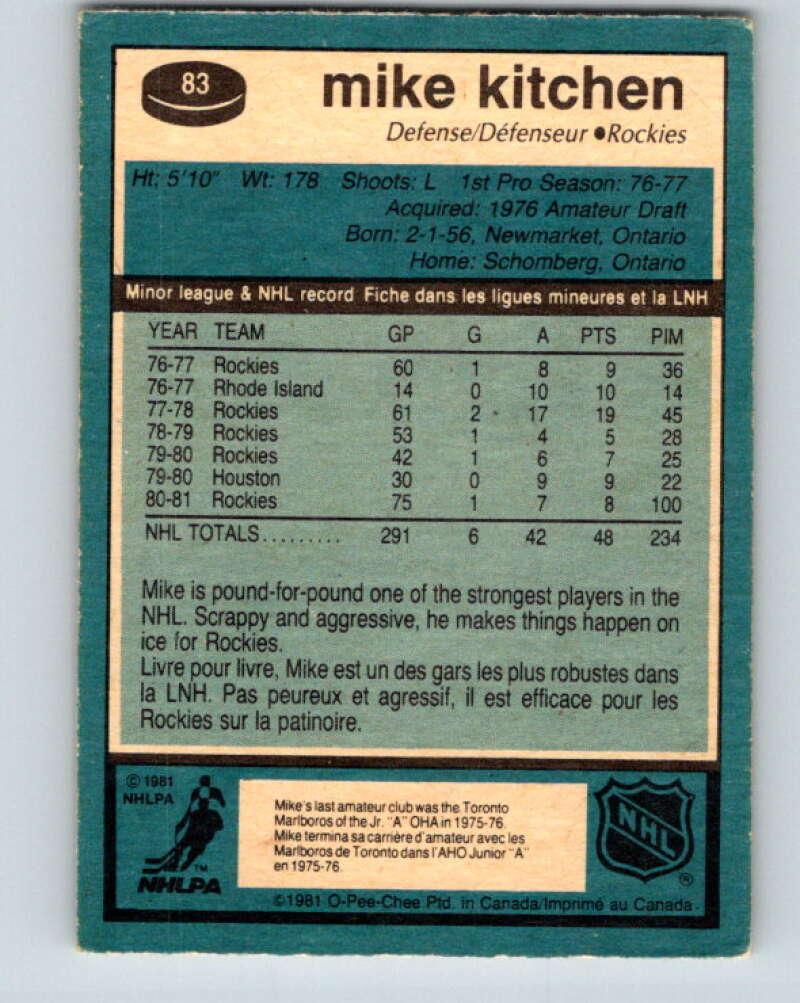 83
mike kitchen
Defense/Défenseur ●Rockies
Ht: 5'10" Wt: 178 Shoots: L 1st Pro Season: 76-77
Acquired: 1976 Amateur Draft
Born: 2-1-56, Newmarket, Ontario
Home: Schomberg, Ontario
Minor league & NHL record Fiche dans les ligues mineures et la LNH
YEAR TEAM GP G A PTS PIM
76-77 Rockies 60 1 8 9 36
76-77 Rhode Island 14 0 10 10 14
77-78 Rockies 61 2 17 19 45
78-79 Rockies 53 1 4 5 28
79-80 Rockies 42 1 6 7 25
79-80 Houston 30 0 9 9 22
80-81 Rockies 75 1 7 8 100
NHL TOTALS......... 291 6 42 48 234
Mike is pound-for-pound one of the strongest players in the
NHL. Scrappy and aggressive, he makes things happen on
ice for Rockies.
Livre pour livre, Mike est un des gars les plus robustes dans
la LNH. Pas peureux et agressif, il est efficace pour les
Rockies sur la patinoire.
© 1981
NHLPA
TM
NHLPA
Mike's last amateur club was the Toronto
Marlboros of the Jr. "A" OHA in 1975-76.
Mike termina sa carrière d'amateur avec les
Marlboros de Toronto dans l'AHO Junior "A"
en 1975-76.
NHL
®
©1981 O-Pee-Chee Ptd. in Canada/Imprimé au Canada